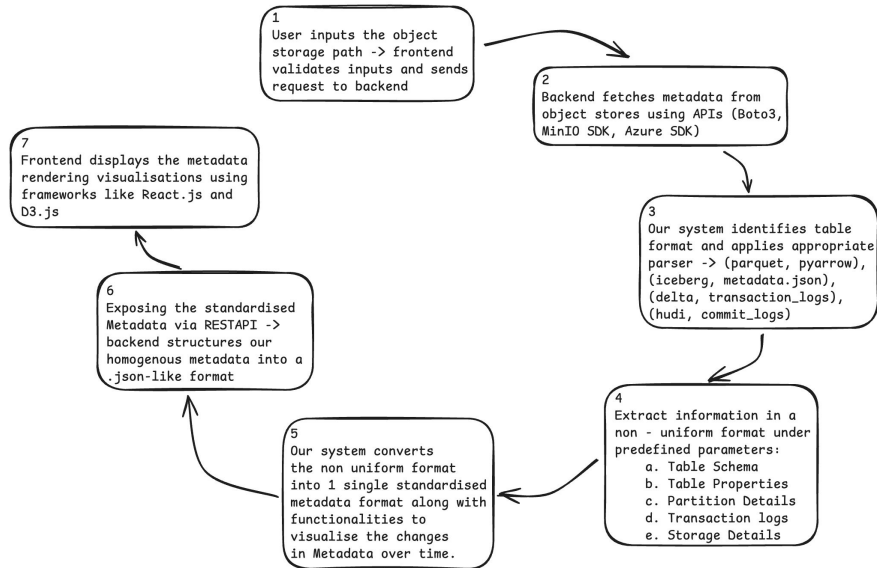 1
User inputs the object
storage path -> frontend
validates inputs and sends
request to backend
2
Backend fetches metadata from
object stores using APIs (Boto3,
MinIO SDK, Azure SDK)
3
Our system identifies table
format and applies appropriate
parser -> (parquet, pyarrow),
(iceberg, metadata.json),
(delta, transaction_logs),
(hudi, commit_logs)
4
Extract information in a
non - uniform format under
predefined parameters:
a. Table Schema
b. Table Properties
c. Partition Details
d. Transaction logs
e. Storage Details
5
Our system converts
the non uniform format
into 1 single standardised
metadata format along with
functionalities to
visualise the changes
in Metadata over time.
6
Exposing the standardised
Metadata via RESTAPI ->
backend structures our
homogenous metadata into a
.json-like format
7
Frontend displays the metadata
rendering visualisations using
frameworks like React.js and
D3.js